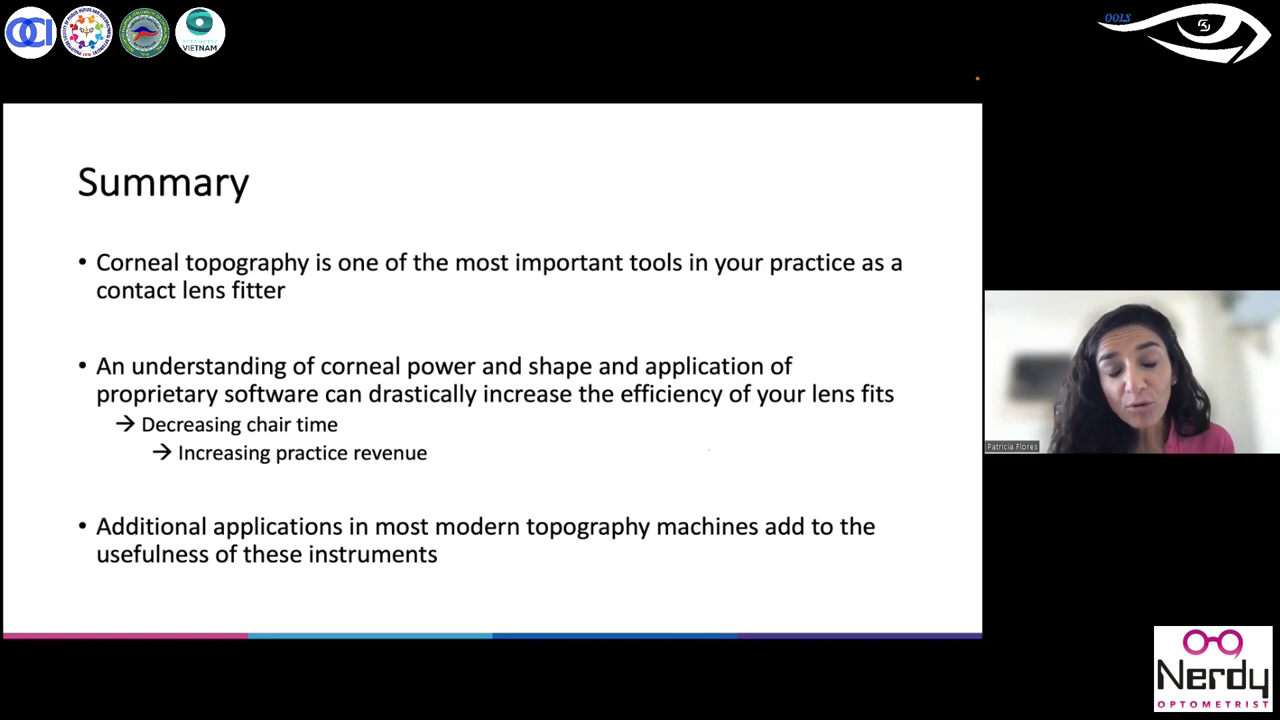 OCI
VIETNAM
OOLS
Summary
• Corneal topography is one of the most important tools in your practice as a
contact lens fitter
• An understanding of corneal power and shape and application of
proprietary software can drastically increase the efficiency of your lens fits
→ Decreasing chair time
→ Increasing practice revenue
• Additional applications in most modern topography machines add to the
usefulness of these instruments
Patricia Flores
Nerdy
OPTOMETRIST